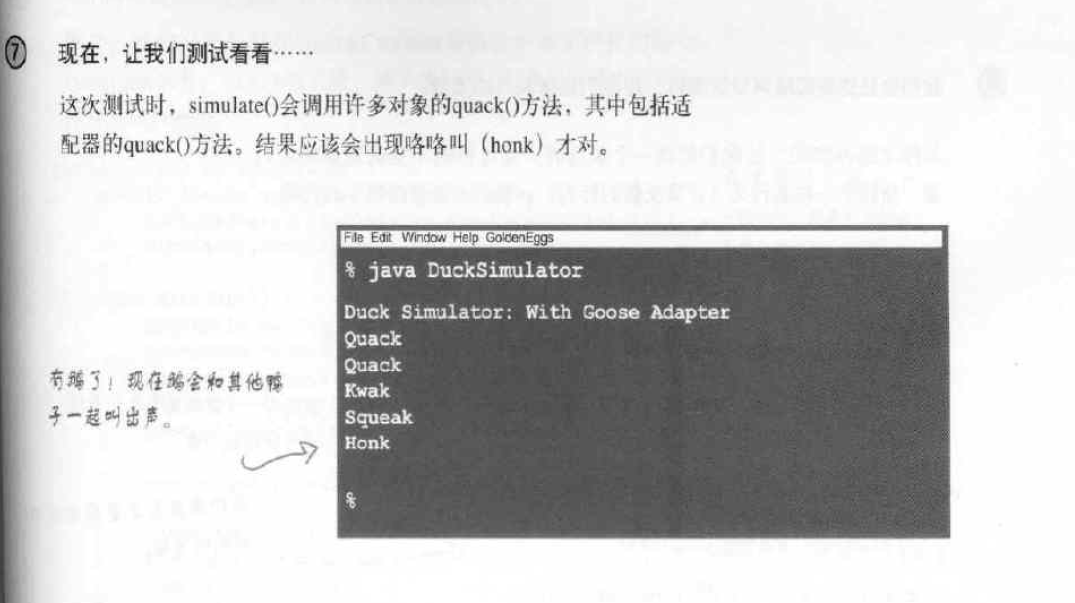 ⑦ 现在，让我们测试看看……
这次测试时，simulate()会调用许多对象的quack()方法，其中包括适
配器的quack()方法。结果应该会出现咯咯叫（honk）才对。
File Edit Window Help GoldenEggs
% java DuckSimulator
Duck Simulator: With Goose Adapter
Quack
Quack
Kwak
Squeak
Honk
%
有鹅了！现在鹅会和其他鸭
子一起叫出声。